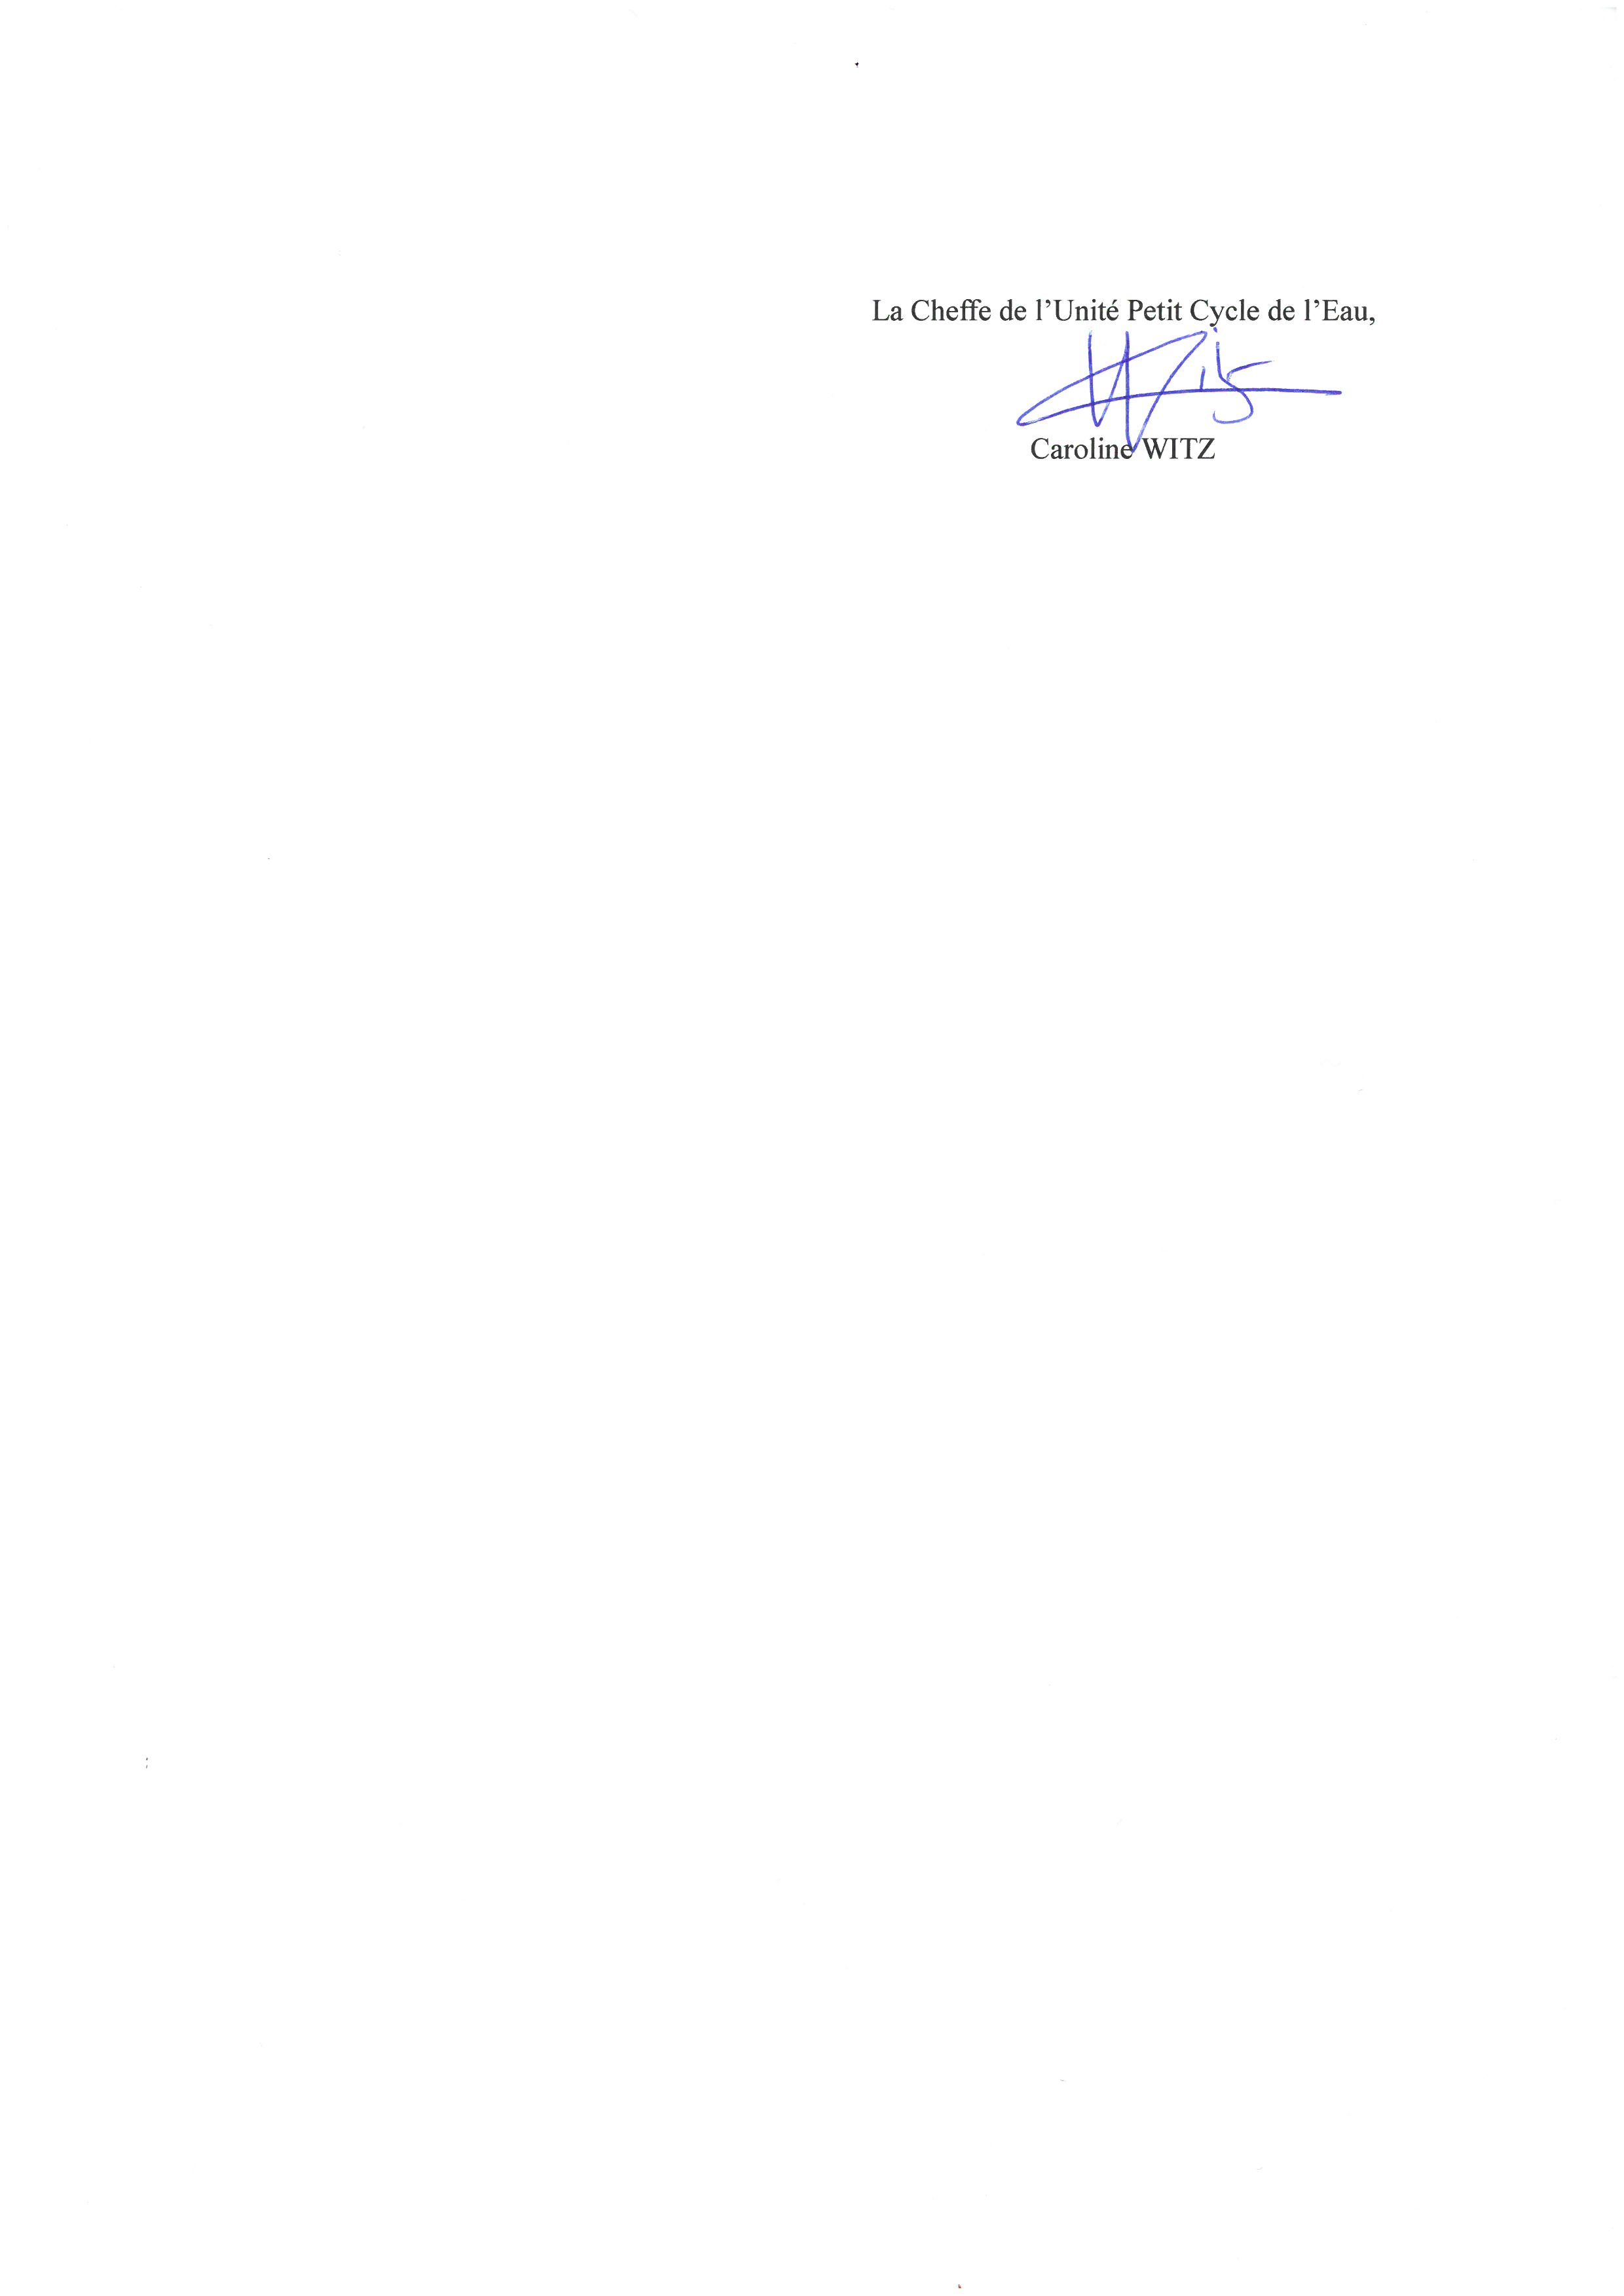 La Cheffe de l’Unité Petit Cycle de l’Eau,
Caroline WITZ